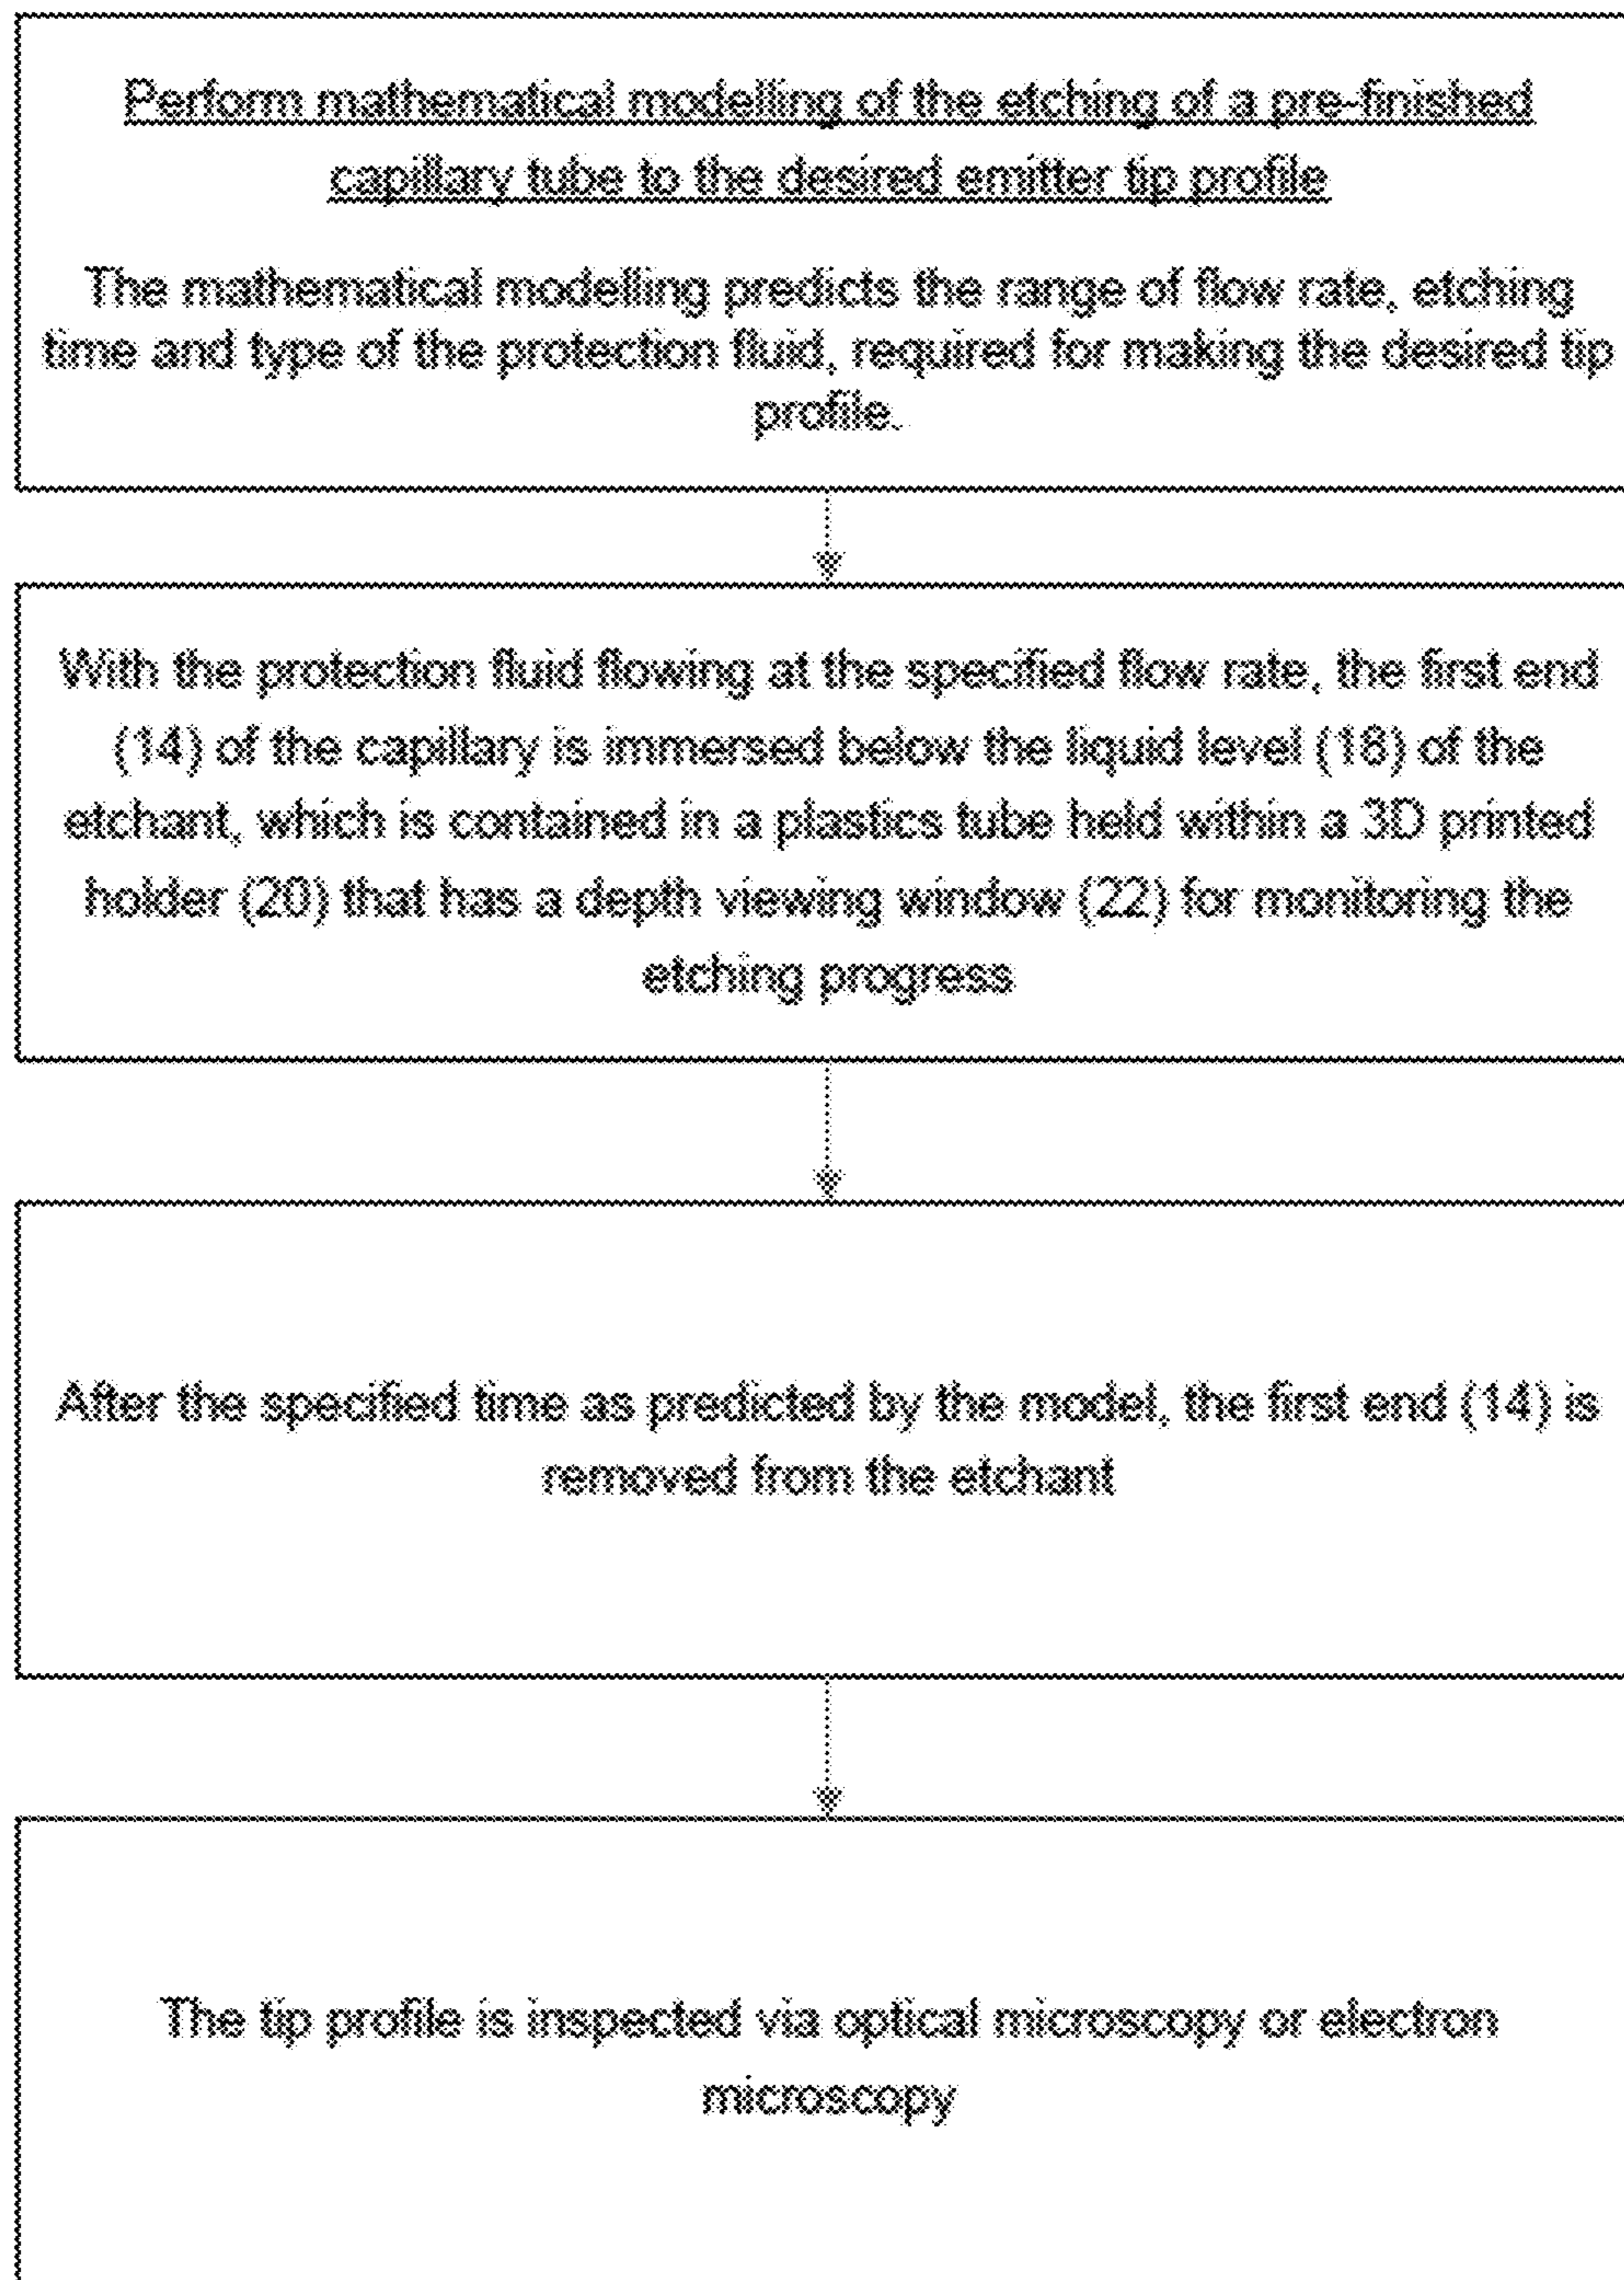 Perform mathematical modelling of the etching of a pre-finished
capillary tube to the desired emitter tip profile
The mathematical modelling predicts the range of flow rate, etching
time and type of the protection fluid, required for making the desired tip
profile.
With the protection fluid flowing at the specified flow rate, the first end
(14) of the capillary is immersed below the liquid level (18) of the
etchant, which is contained in a plastics tube held within a 3D printed
holder (20) that has a depth viewing window (22) for monitoring the
etching progress
After the specified time as predicted by the model, the first end (14) is
removed from the etchant
The tip profile is inspected via optical microscopy or electron
microscopy